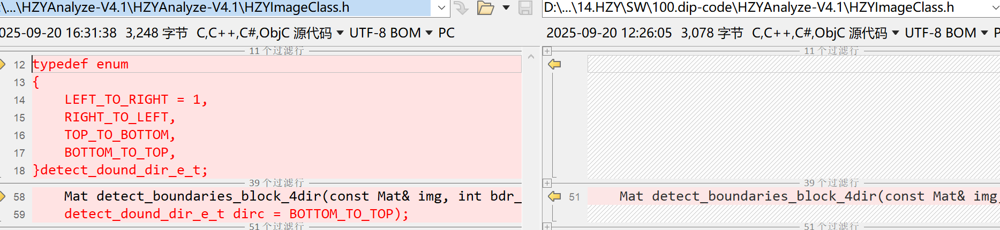 :\...\HZYAnalyze-V4.1\HZYAnalyze-V4.1\HZYImageClass.h
D:\...\14.HZY\SW\100.dip-code\HZYAnalyze-V4.1\HZYImageClass.h
025-09-20 16:31:38 3,248 字节 C,C++,C#,ObjC 源代码 UTF-8 BOM PC
2025-09-20 12:26:05 3,078 字节 C,C++,C#,ObjC 源代码 UTF-8 BOM P
11 个过滤行
11 个过滤行
12 typedef enum
13 {
14 LEFT_TO_RIGHT = 1,
15 RIGHT_TO_LEFT,
16 TOP_TO_BOTTOM,
17 BOTTOM_TO_TOP,
18 }detect_dound_dir_e_t;
39 个过滤行
39 个过滤行
58 Mat detect_boundaries_block_4dir(const Mat& img, int bdr_
51 Mat detect_boundaries_block_4dir(const Mat& img
59 detect_dound_dir_e_t dirc = BOTTOM_TO_TOP);
51 个过滤行
51 个过滤行